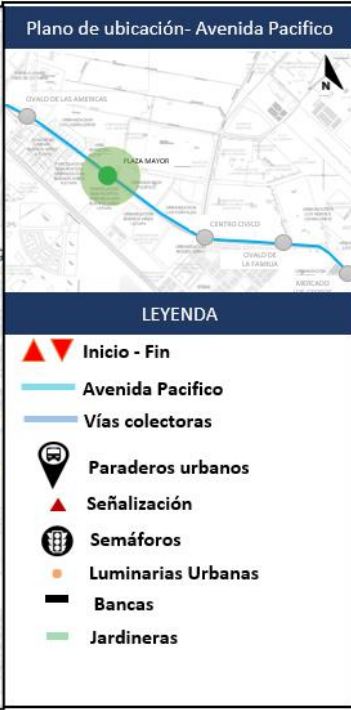 Plano de ubicación- Avenida Pacifico
N
OVALO DE LAS AMERICAS
PLAZA MAYOR
CENTRO CIVICO
OVALO DE
LA FAMILIA
MERCADO
LEYENDA
Inicio - Fin
Avenida Pacifico
Vías colectoras
Paraderos urbanos
Señalización
Semáforos
Luminarias Urbanas
Bancas
Jardineras